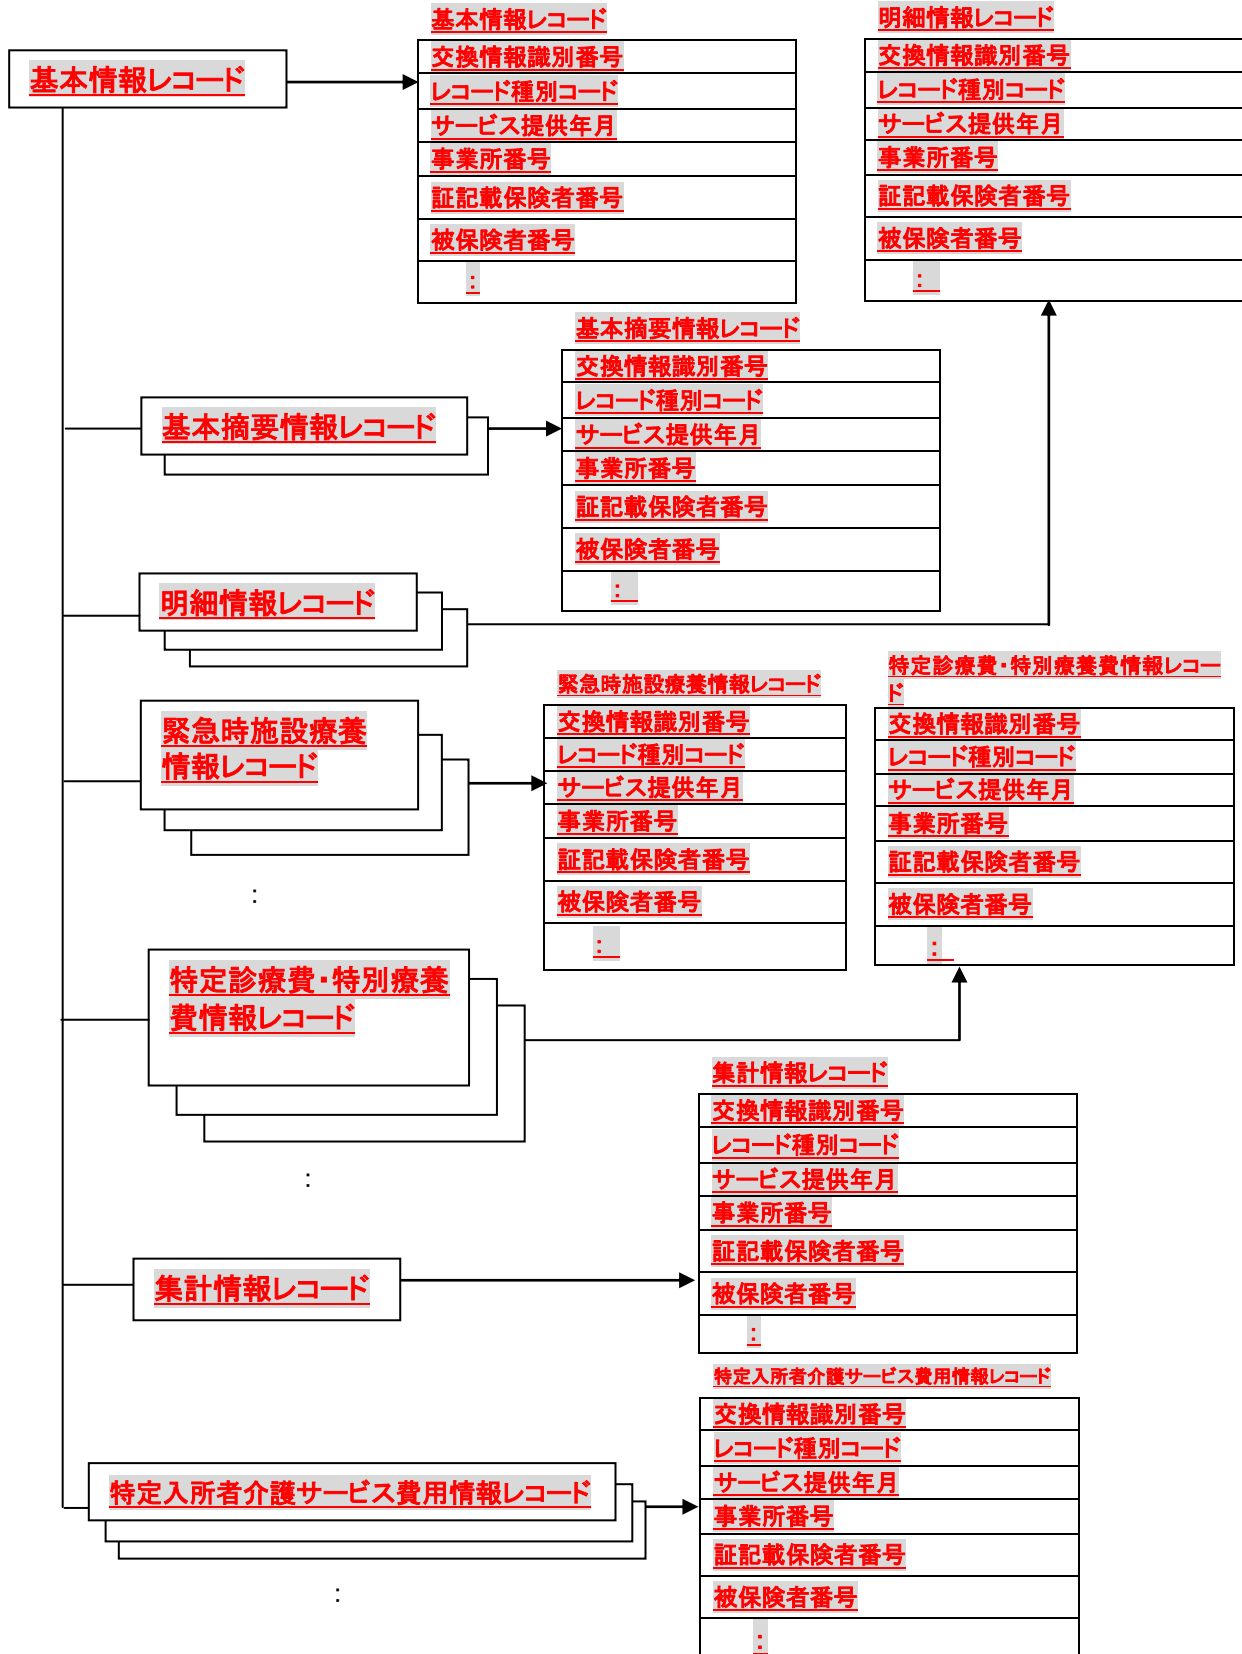 基本情報レコード
基本情報レコード
交換情報識別番号
レコード種別コード
サービス提供年月
事業所番号
証記載保険者番号
被保険者番号
：
明細情報レコード
交換情報識別番号
レコード種別コード
サービス提供年月
事業所番号
証記載保険者番号
被保険者番号
：
基本摘要情報レコード
基本摘要情報レコード
交換情報識別番号
レコード種別コード
サービス提供年月
事業所番号
証記載保険者番号
被保険者番号
：
明細情報レコード
緊急時施設療養
情報レコード
：
緊急時施設療養情報レコード
交換情報識別番号
レコード種別コード
サービス提供年月
事業所番号
証記載保険者番号
被保険者番号
：
特定診療費・特別療養費情報レコー
ド
交換情報識別番号
レコード種別コード
サービス提供年月
事業所番号
証記載保険者番号
被保険者番号
：
特定診療費・特別療養
費情報レコード
：
集計情報レコード
集計情報レコード
交換情報識別番号
レコード種別コード
サービス提供年月
事業所番号
証記載保険者番号
被保険者番号
：
特定入所者介護サービス費用情報レコード
：
特定入所者介護サービス費用情報レコード
交換情報識別番号
レコード種別コード
サービス提供年月
事業所番号
証記載保険者番号
被保険者番号
：